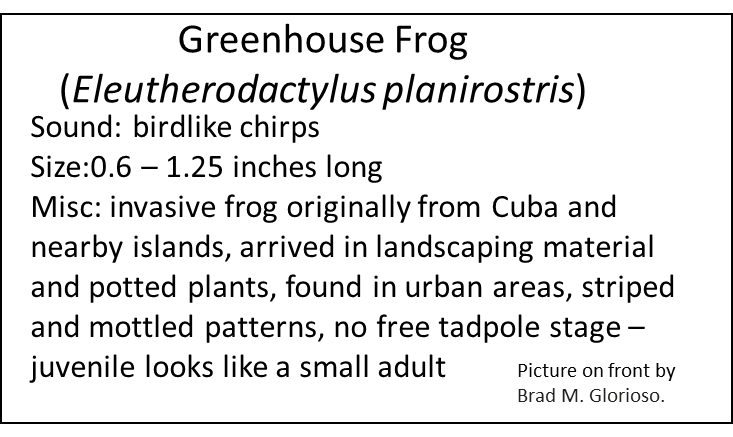 Greenhouse Frog
(Eleutherodactylus planirostris)
Sound: birdlike chirps
Size:0.6 – 1.25 inches long
Misc: invasive frog originally from Cuba and
nearby islands, arrived in landscaping material
and potted plants, found in urban areas, striped
and mottled patterns, no free tadpole stage –
juvenile looks like a small adult
Picture on front by
Brad M. Glorioso.